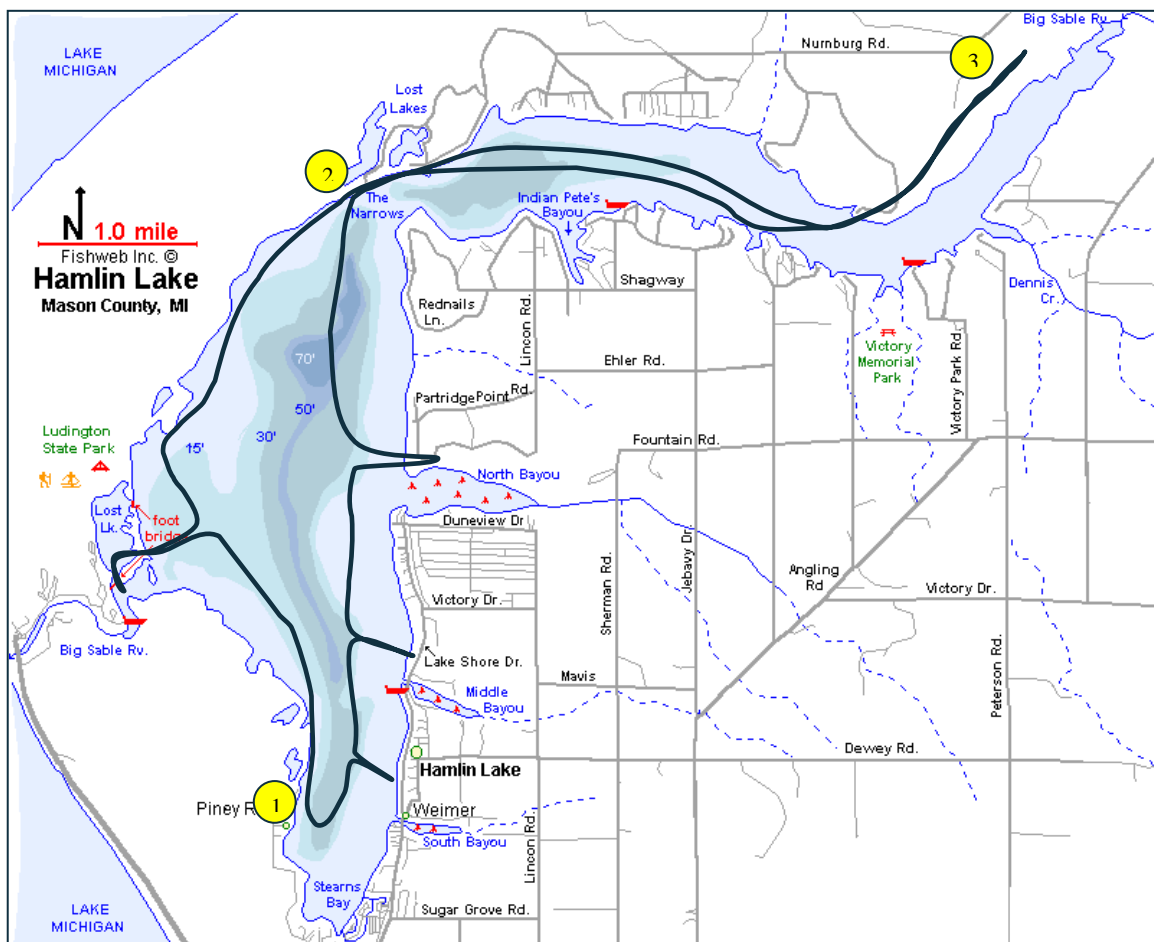 Big Sable Rv.
LAKE
MICHIGAN
Nurnburg Rd.
3
Lost
Lakes
2
The
Narrows
Indian Pete's
Bayou
N 1.0 mile
Fishweb Inc. ©
Hamlin Lake
Mason County, MI
Shagway
Dennis
Cr.
Rednails
Ln.
Lincon Rd.
Ehler Rd.
Victory
Memorial
Park
Victory Park Rd
70'
50'
30'
15'
Partridge Point Rd.
Ludington
State Park
Fountain Rd.
North Bayou
Lost
Lk.
foot
Duneview Dr
Sherman Rd.
Jebavy Dr.
Angling
Rd
Victory Dr.
Victory Dr.
Big Sable Rv.
Lake Shore Dr.
Mavis
Middle
Bayou
Peterson Rd.
Dewey Rd.
Hamlin Lake
1
Piney
Weimer
South Bayou
Lincon Rd.
Stearns
Bay
Sugar Grove Rd.
LAKE
MICHIGAN